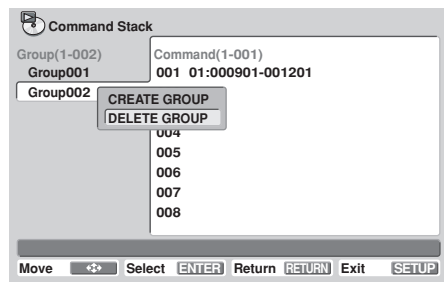 Command Stack
Group(1-002)
Command(1-001)
Group001
001 01:000901-001201
Group002
CREATE GROUP
DELETE GROUP
004
005
006
007
008
Move Select ENTER Return RETURN Exit SETUP